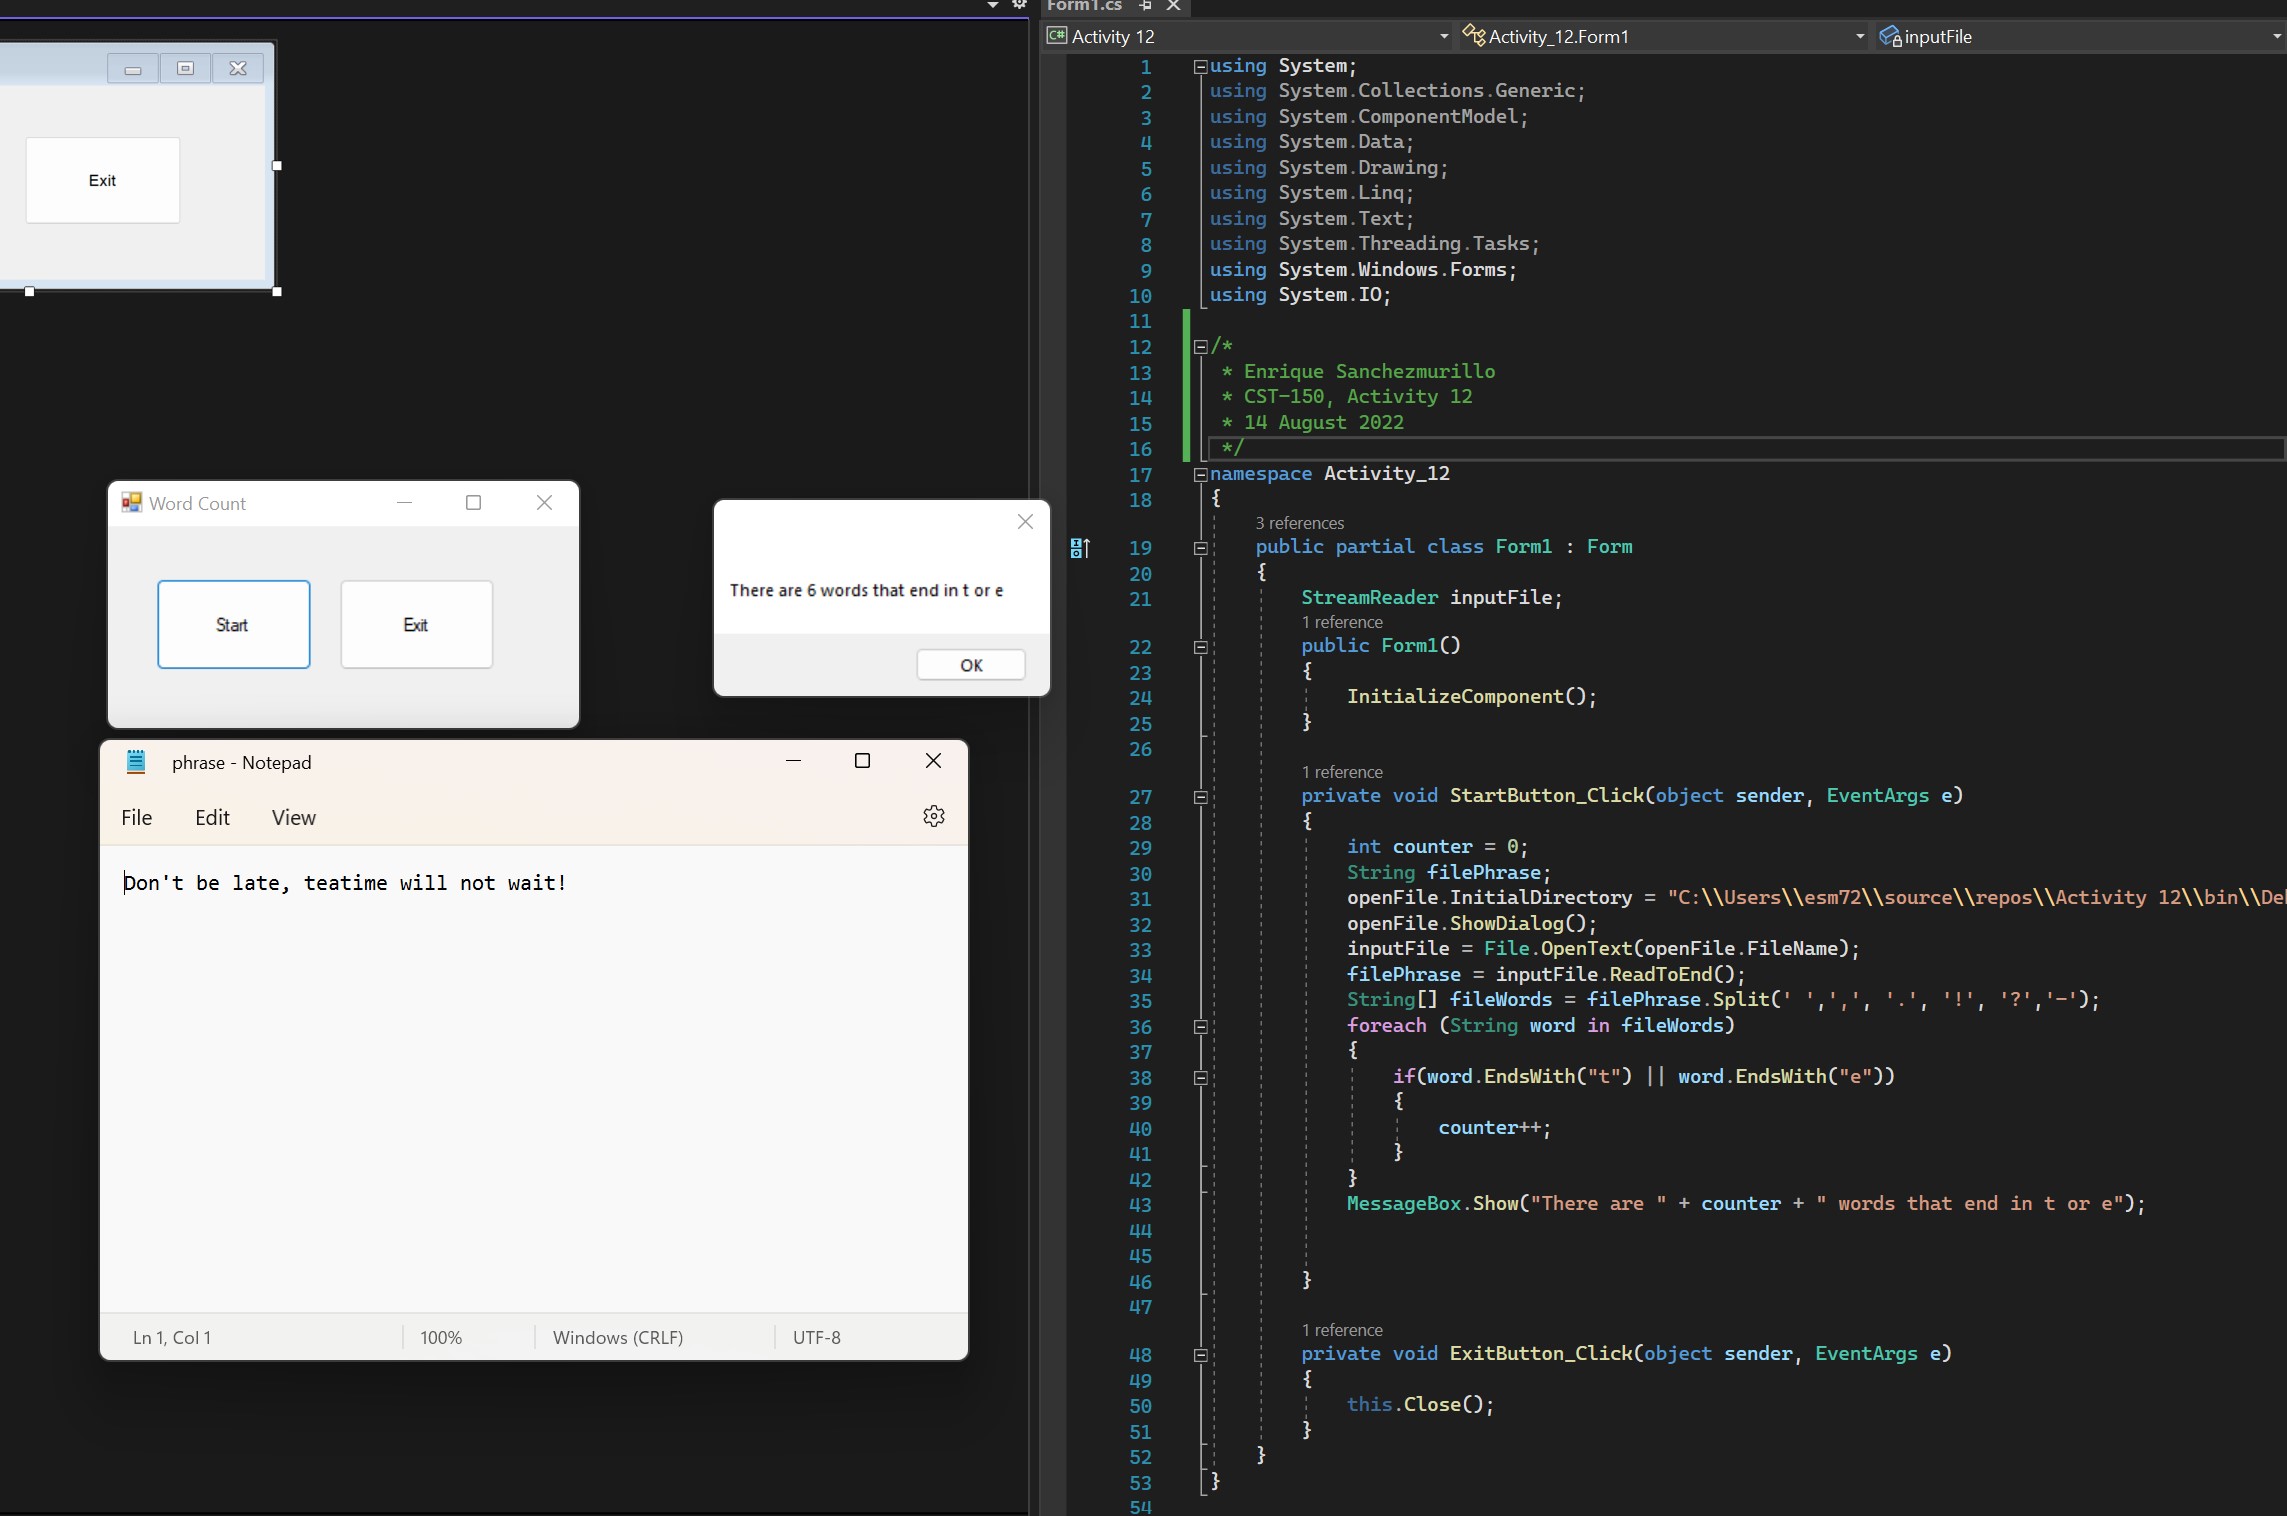 Exit
Word Count
Start
Exit
There are 6 words that end in t or e
OK
phrase - Notepad
File Edit View
Don't be late, teatime will not wait!
Ln 1, Col 1 100% Windows (CRLF) UTF-8
Form1.cs
C# Activity 12 Activity_12.Form1 inputFile
1 using System;
2 using System.Collections.Generic;
3 using System.ComponentModel;
4 using System.Data;
5 using System.Drawing;
6 using System.Linq;
7 using System.Text;
8 using System.Threading.Tasks;
9 using System.Windows.Forms;
10 using System.IO;
11
12 /*
13 * Enrique Sanchezmurillo
14 * CST-150, Activity 12
15 * 14 August 2022
16 */
17 namespace Activity_12
18 {
3 references
19 public partial class Form1 : Form
20 {
21 StreamReader inputFile;
1 reference
22 public Form1()
23 {
24 InitializeComponent();
25 }
26
1 reference
27 private void StartButton_Click(object sender, EventArgs e)
28 {
29 int counter = 0;
30 String filePhrase;
31 openFile.InitialDirectory = "C:\\Users\\esm72\\source\\repos\\Activity 12\\bin\\De
32 openFile.ShowDialog();
33 inputFile = File.OpenText(openFile.FileName);
34 filePhrase = inputFile.ReadToEnd();
35 String[] fileWords = filePhrase.Split(' ',',', '.', '!', '?','-');
36 foreach (String word in fileWords)
37 {
38 if(word.EndsWith("t") || word.EndsWith("e"))
39 {
40 counter++;
41 }
42 }
43 MessageBox.Show("There are " + counter + " words that end in t or e");
44
45
46 }
47
1 reference
48 private void ExitButton_Click(object sender, EventArgs e)
49 {
50 this.Close();
51 }
52 }
53 }
54